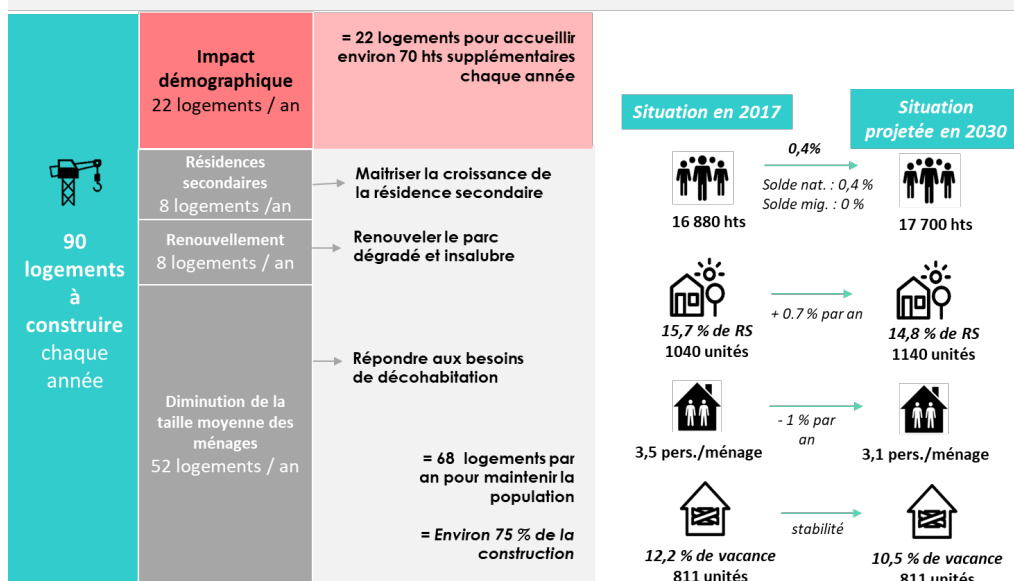 90
logements
à
construire
chaque
année
Impact
démographique
22 logements / an
= 22 logements pour accueillir
environ 70 hts supplémentaires
chaque année
Résidences
secondaires
8 logements /an
Maitriser la croissance de
la résidence secondaire
Renouvellement
8 logements / an
Renouveler le parc
dégradé et insalubre
Diminution de la
taille moyenne des
ménages
52 logements / an
Répondre aux besoins
de décohabitation
= 68 logements par
an pour maintenir la
population
= Environ 75 % de la
construction
Situation en 2017
Situation
projetée en 2030
0,4%
Solde nat. : 0,4 %
Solde mig. : 0 %
16 880 hts
17 700 hts
+ 0.7 % par an
15,7 % de RS
1040 unités
14,8 % de RS
1140 unités
- 1 % par
an
3,5 pers./ménage
3,1 pers./ménage
stabilité
12,2 % de vacance
811 unités
10,5 % de vacance
811 unités